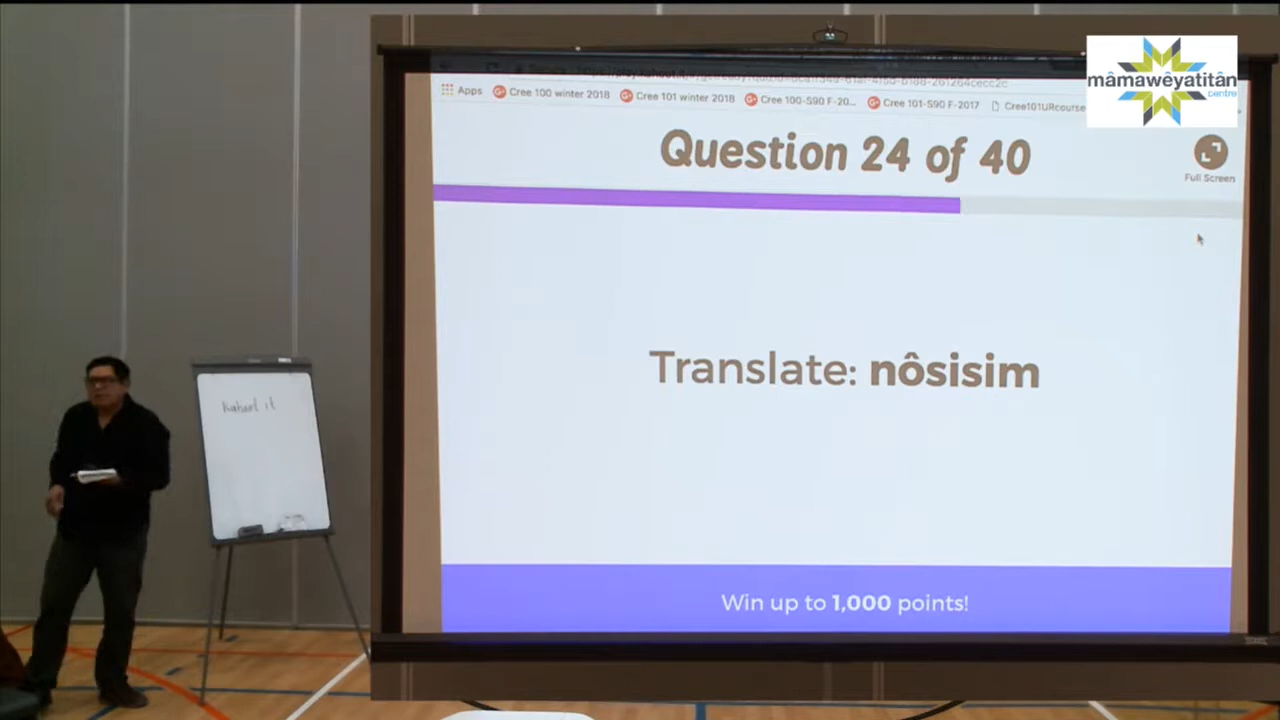 mâmawêyatitân
centre
Apps Cree 100 winter 2018 Cree 101 winter 2018 Cree 100-S90 F-20... Cree 101-S90 F-2017 Cree101URcourse
Question 24 of 40
Full Screen
Translate: nôsisim
Kahoot it
Win up to 1,000 points!